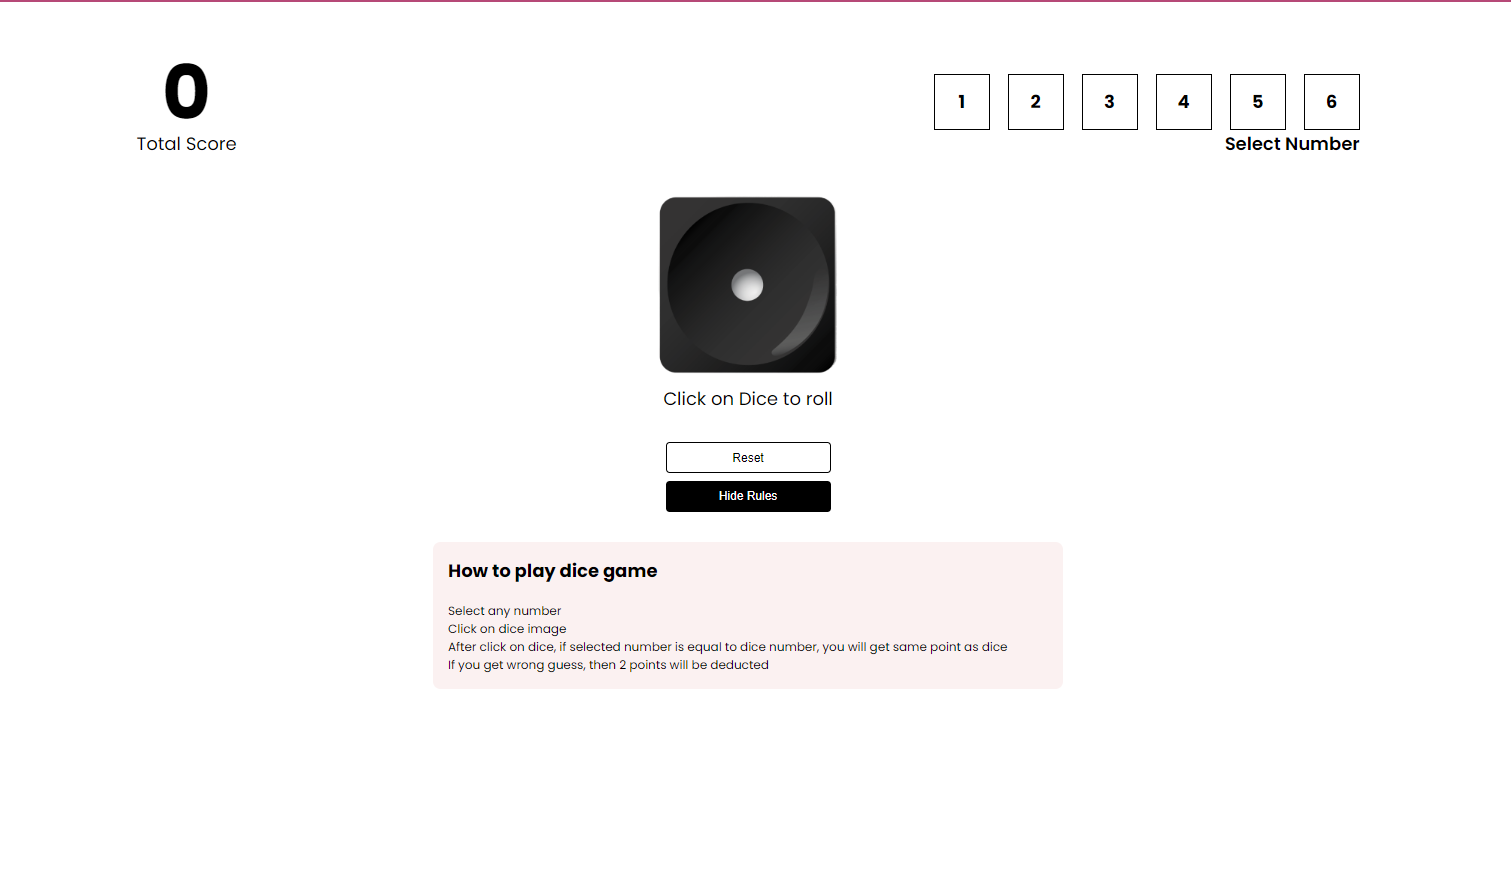 0
Total Score
1 2 3 4 5 6
Select Number
Click on Dice to roll
Reset
Hide Rules
How to play dice game
Select any number
Click on dice image
After click on dice, if selected number is equal to dice number, you will get same point as dice
If you get wrong guess, then 2 points will be deducted